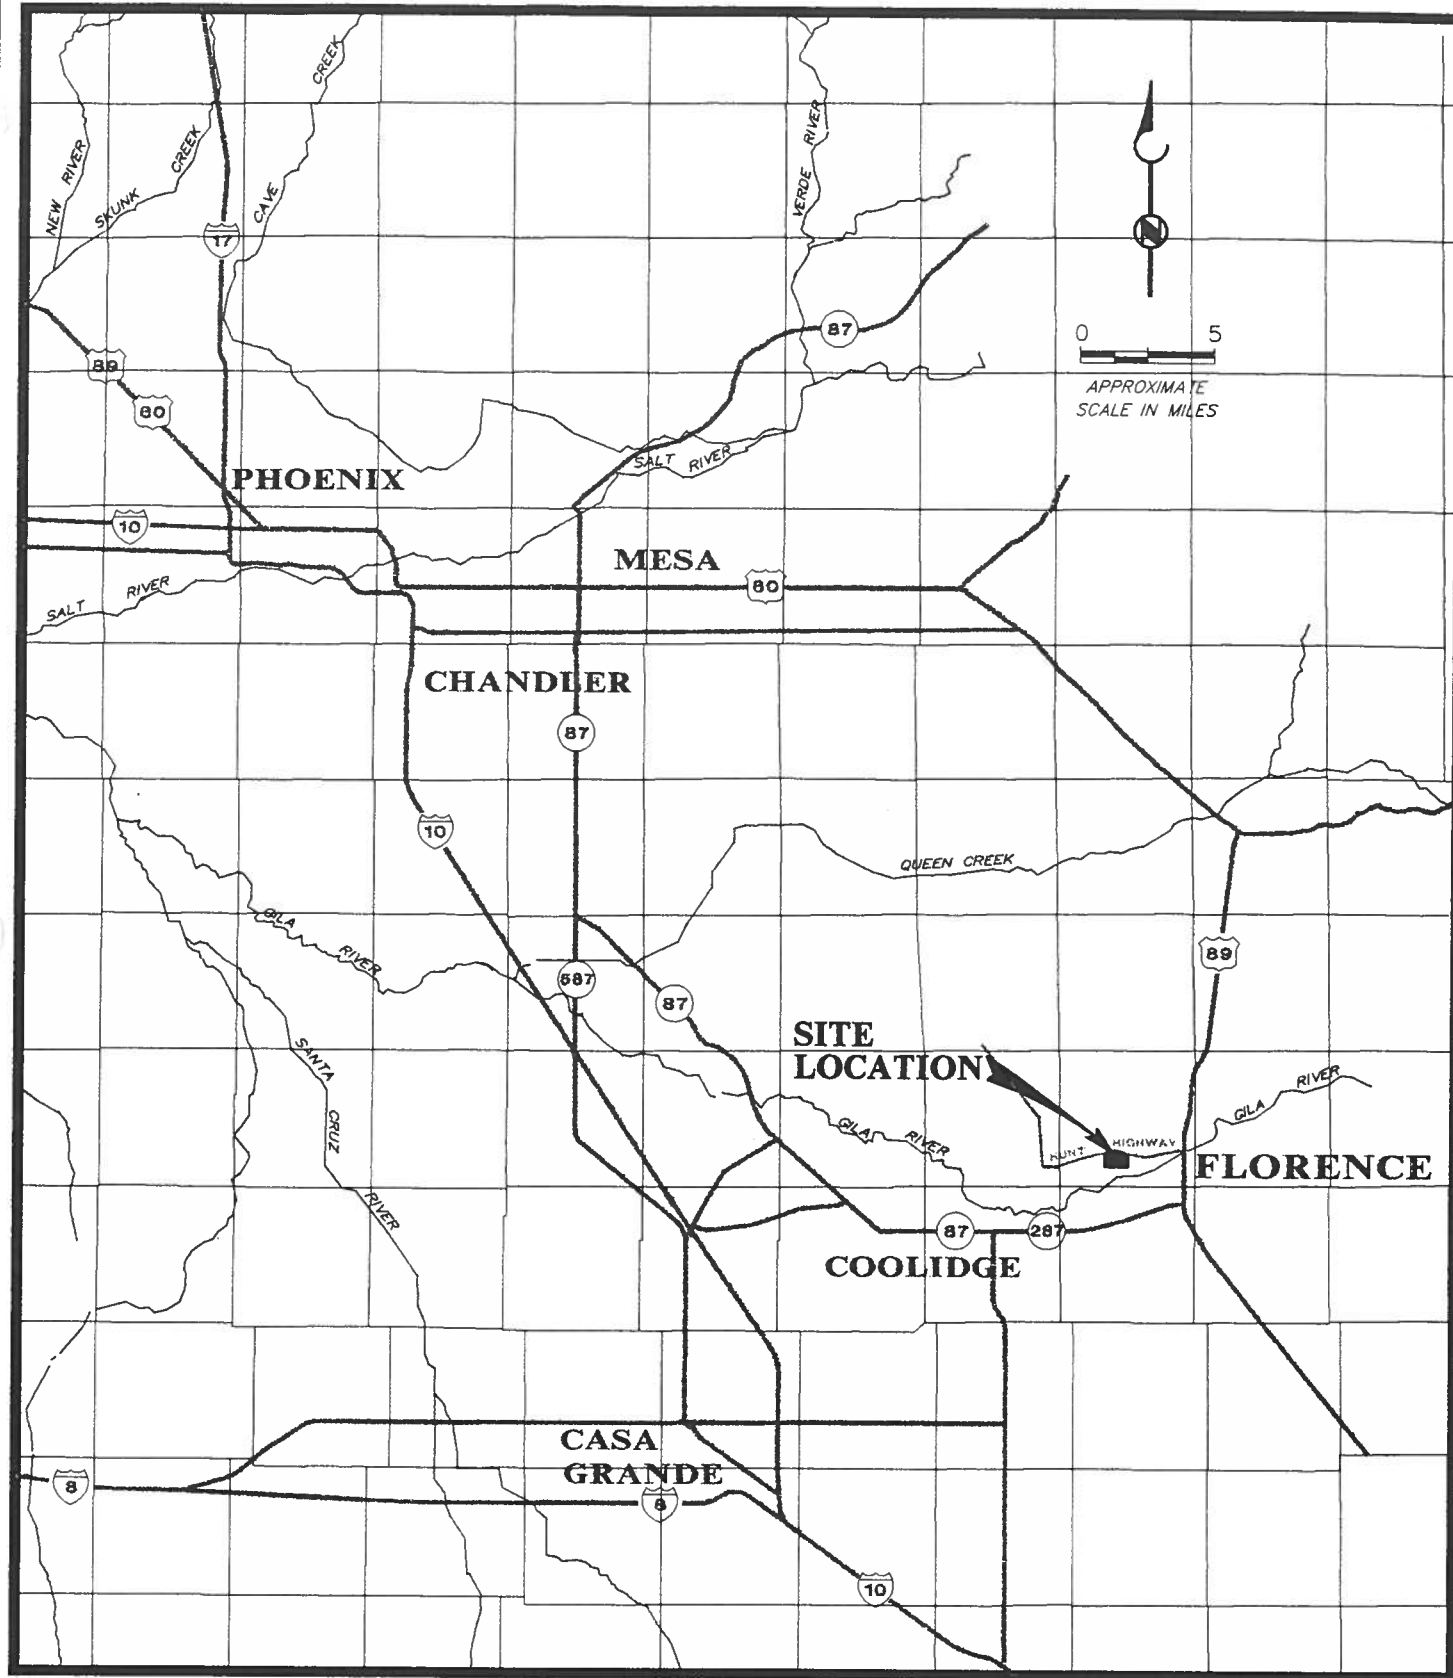 NEW RIVER
SKUNK CREEK
CAVE CREEK
VERDE RIVER
17
87
0 5
APPROXIMATE
SCALE IN MILES
89
80
PHOENIX
SALT RIVER
10
MESA
80
SALT RIVER
CHANDLER
87
10
QUEEN CREEK
GILA RIVER
89
587
87
SITE
LOCATION
SANTA CRUZ RIVER
GILA RIVER
GILA RIVER
HUNT HIGHWAY
FLORENCE
87
287
COOLIDGE
CASA
GRANDE
8
8
10